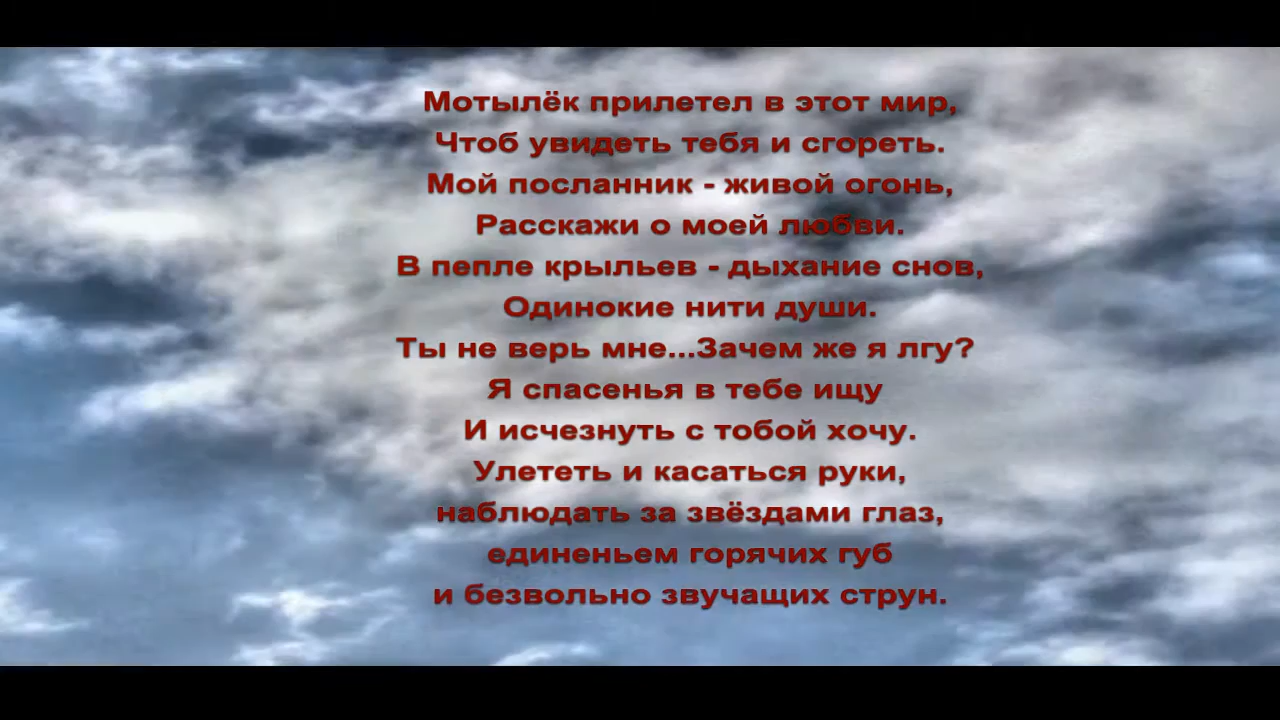 Мотылёк прилетел в этот мир,
Чтоб увидеть тебя и сгореть.
Мой посланник - живой огонь,
Расскажи о моей любви.
В пепле крыльев - дыхание снов,
Одинокие нити души.
Ты не верь мне...Зачем же я лгу?
Я спасенья в тебе ищу
И исчезнуть с тобой хочу.
Улететь и касаться руки,
наблюдать за звёздами глаз,
единеньем горячих губ
и безвольно звучащих струн.